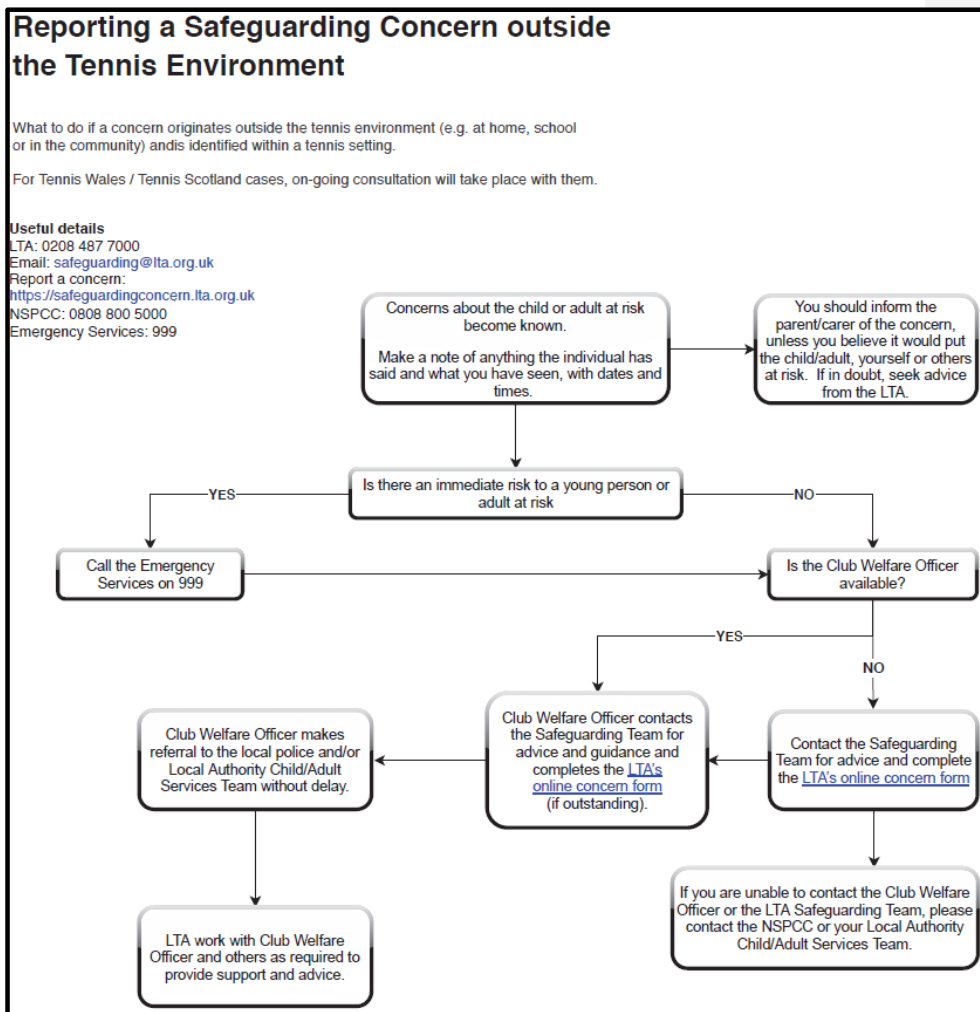 Reporting a Safeguarding Concern outside
the Tennis Environment
What to do if a concern originates outside the tennis environment (e.g. at home, school
or in the community) andis identified within a tennis setting.
For Tennis Wales / Tennis Scotland cases, on-going consultation will take place with them.
Useful details
LTA: 0208 487 7000
Email: safeguarding@lta.org.uk
Report a concern:
https://safeguardingconcern.lta.org.uk
NSPCC: 0808 800 5000
Emergency Services: 999
Concerns about the child or adult at risk
become known.
Make a note of anything the individual has
said and what you have seen, with dates and
times.
You should inform the
parent/carer of the concern,
unless you believe it would put
the child/adult, yourself or others
at risk. If in doubt, seek advice
from the LTA.
Is there an immediate risk to a young person or
adult at risk
YES
NO
Call the Emergency
Services on 999
Is the Club Welfare Officer
available?
YES
NO
Club Welfare Officer makes
referral to the local police and/or
Local Authority Child/Adult
Services Team without delay.
Club Welfare Officer contacts
the Safeguarding Team for
advice and guidance and
completes the LTA's
online concern form
(if outstanding).
Contact the Safeguarding
Team for advice and complete
the LTA's online concern form
LTA work with Club Welfare
Officer and others as required to
provide support and advice.
If you are unable to contact the Club Welfare
Officer or the LTA Safeguarding Team, please
contact the NSPCC or your Local Authority
Child/Adult Services Team.